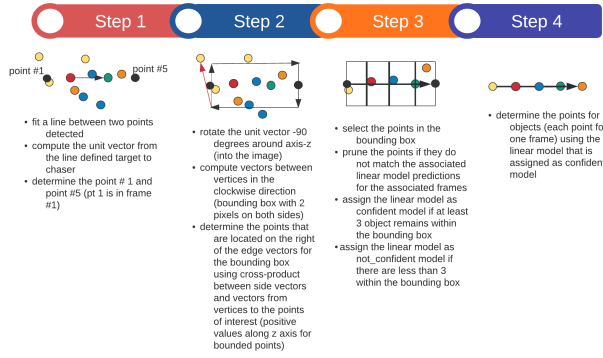 Step 1
Step 2
Step 3
Step 4
point #1
point #5
• fit a line between two points
detected
• compute the unit vector from
the line defined target to
chaser
• determine the point # 1 and
point #5 (pt 1 is in frame
#1)
• rotate the unit vector -90
degrees around axis-z
(into the image)
• compute vectors between
vertices in the
clockwise direction
(bounding box with 2
pixels on both sides)
• determine the points that
are located on the right
of the edge vectors for
the bounding box
using cross-product
between side vectors
and vectors from
vertices to the points
of interest (positive
values along z axis for
bounded points)
• select the points in the
bounding box
• prune the points if they do
not match the associated
linear model predictions
for the associated frames
• assign the linear model as
confident model if at least
3 object remains within
the bounding box
• assign the linear model as
not_confident model if
there are less than 3
within the bounding box
• determine the points for
objects (each point fo
one frame) using the
linear model that is
assigned as confiden
model